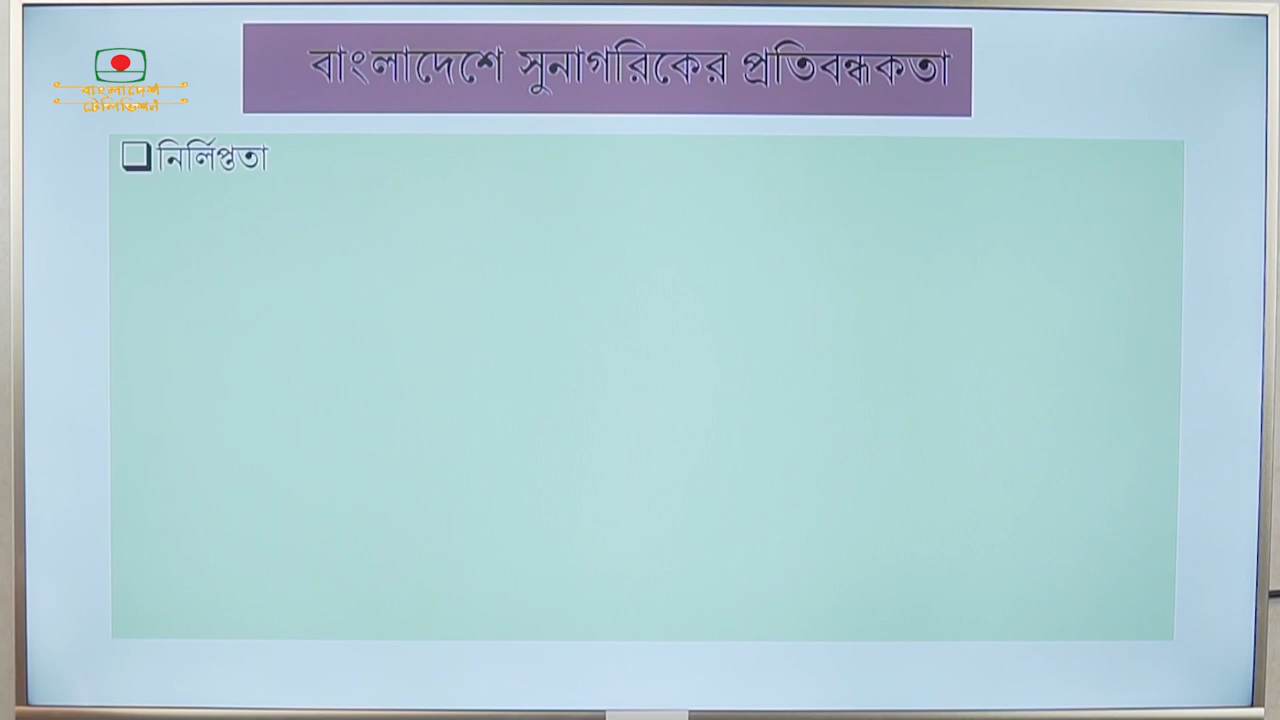 বাংলাদেশে সুনাগরিকের প্রতিবন্ধকতা
বাংলাদেশ
টেলিভিশন
নির্লিপ্ততা